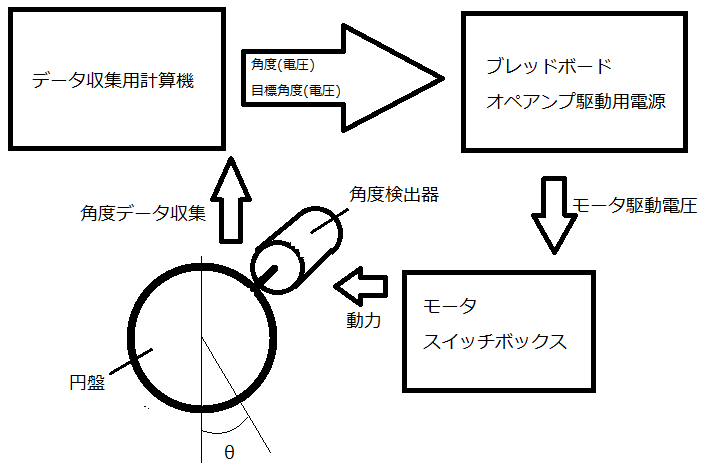 データ収集用計算機
角度(電圧)
目標角度(電圧)
ブレッドボード
オペアンプ駆動用電源
角度データ収集
角度検出器
モータ駆動電圧
動力
モータ
スイッチボックス
円盤
θ